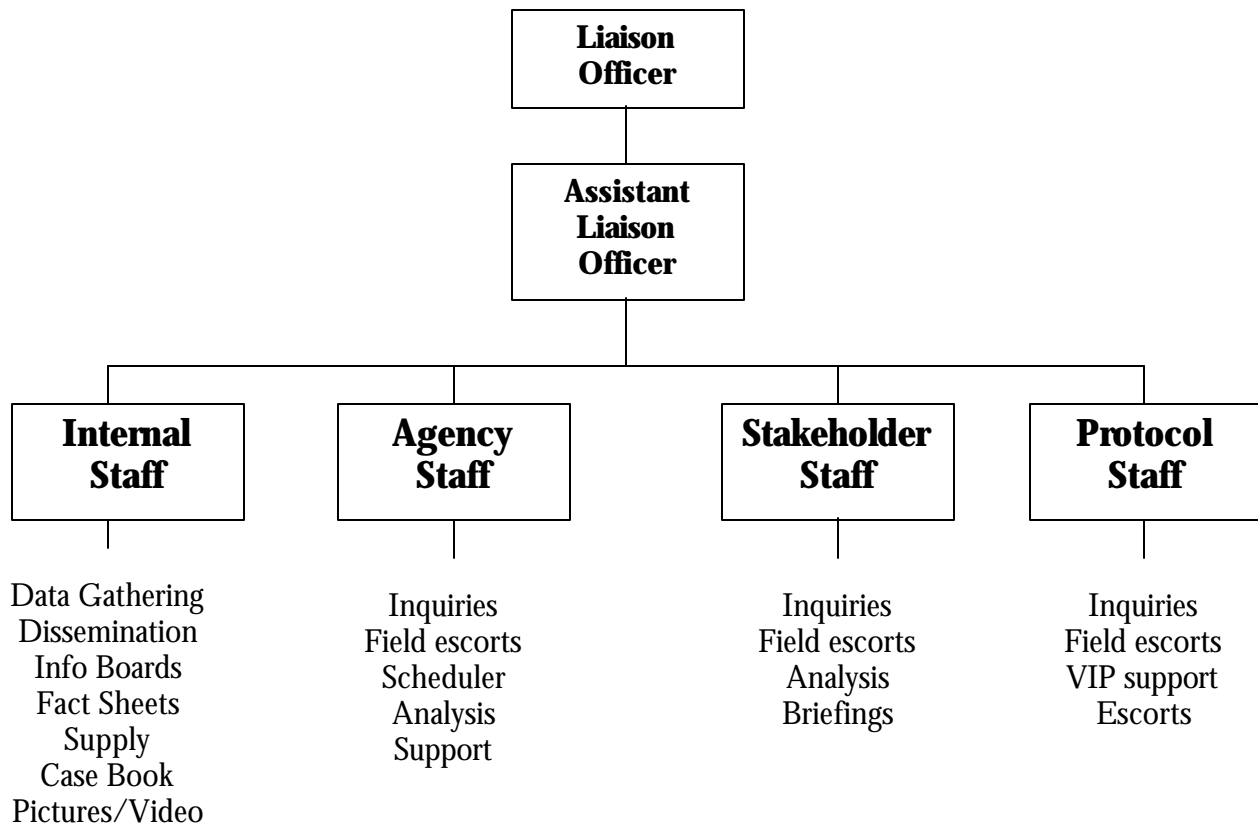 Liaison
Officer
Assistant
Liaison
Officer
Internal
Staff
Agency
Staff
Stakeholder
Staff
Protocol
Staff
Data Gathering
Dissemination
Info Boards
Fact Sheets
Supply
Case Book
Pictures/Video
Inquiries
Field escorts
Scheduler
Analysis
Support
Inquiries
Field escorts
Analysis
Briefings
Inquiries
Field escorts
VIP support
Escorts